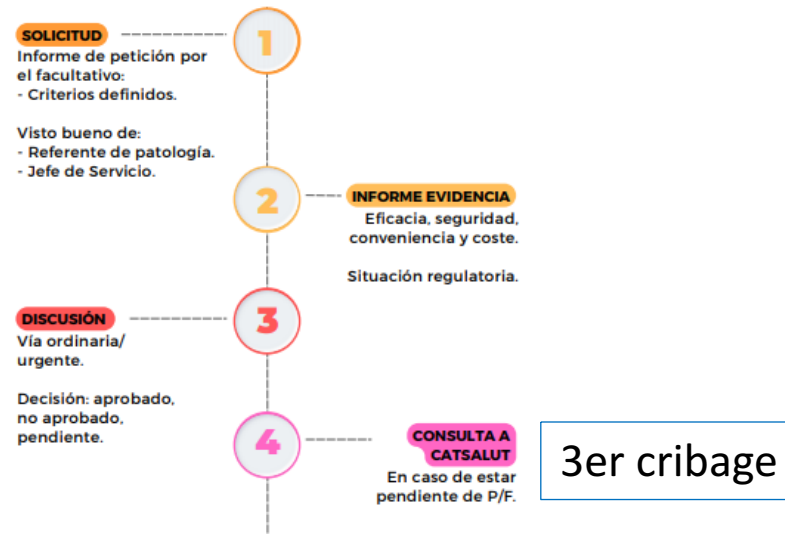 SOLICITUD
Informe de petición por
el facultativo:
- Criterios definidos.
Visto bueno de:
- Referente de patología.
- Jefe de Servicio.
1
2
INFORME EVIDENCIA
Eficacia, seguridad,
conveniencia y coste.
Situación regulatoria.
DISCUSIÓN
Vía ordinaria/
urgente.
Decisión: aprobado,
no aprobado,
pendiente.
3
4
CONSULTA A
CATSALUT
En caso de estar
pendiente de P/F.
3er cribage